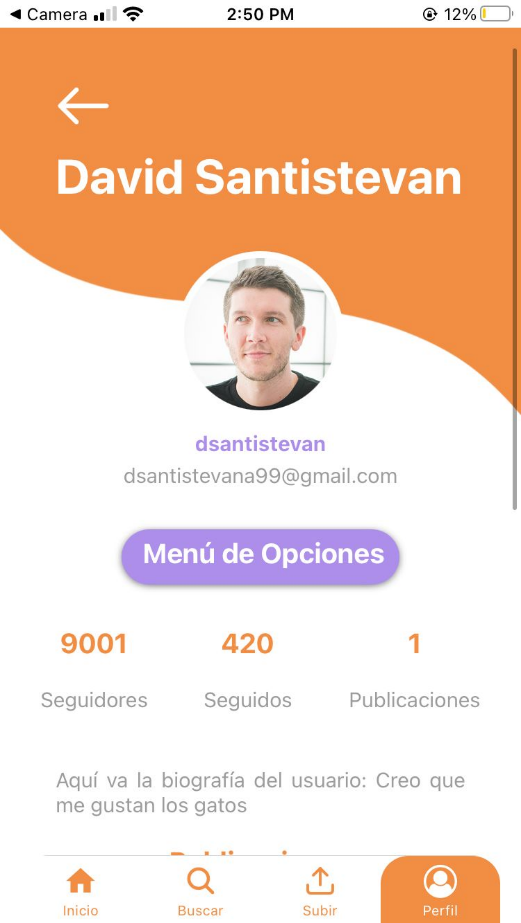 Camera
2:50 PM
12%
David Santistevan
dsantistevan
dsantistevana99@gmail.com
Menú de Opciones
9001 420 1
Seguidores Seguidos Publicaciones
Aquí va la biografía del usuario: Creo que
me gustan los gatos
Inicio Buscar Subir Perfil